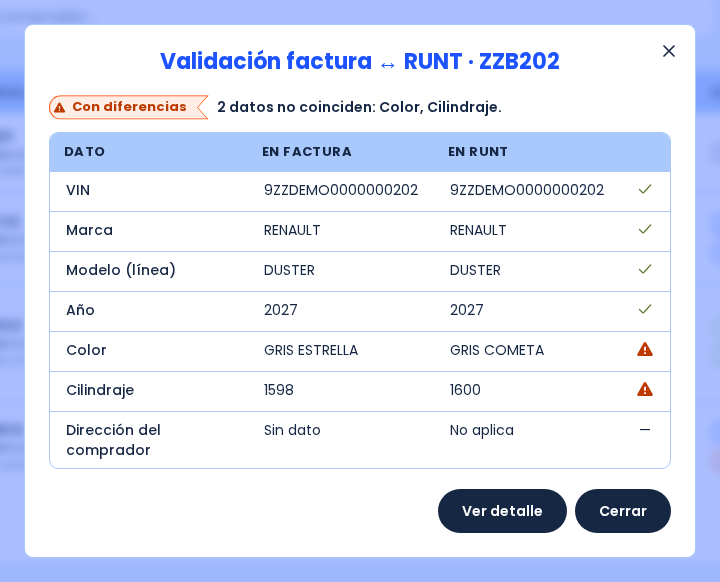 Validación factura ↔ RUNT · ZZB202
Con diferencias 2 datos no coinciden: Color, Cilindraje.
DATO EN FACTURA EN RUNT
VIN 9ZZDEMO0000000202 9ZZDEMO0000000202
Marca RENAULT RENAULT
Modelo (línea) DUSTER DUSTER
Año 2027 2027
Color GRIS ESTRELLA GRIS COMETA
Cilindraje 1598 1600
Dirección del Sin dato No aplica —
comprador
Ver detalle Cerrar